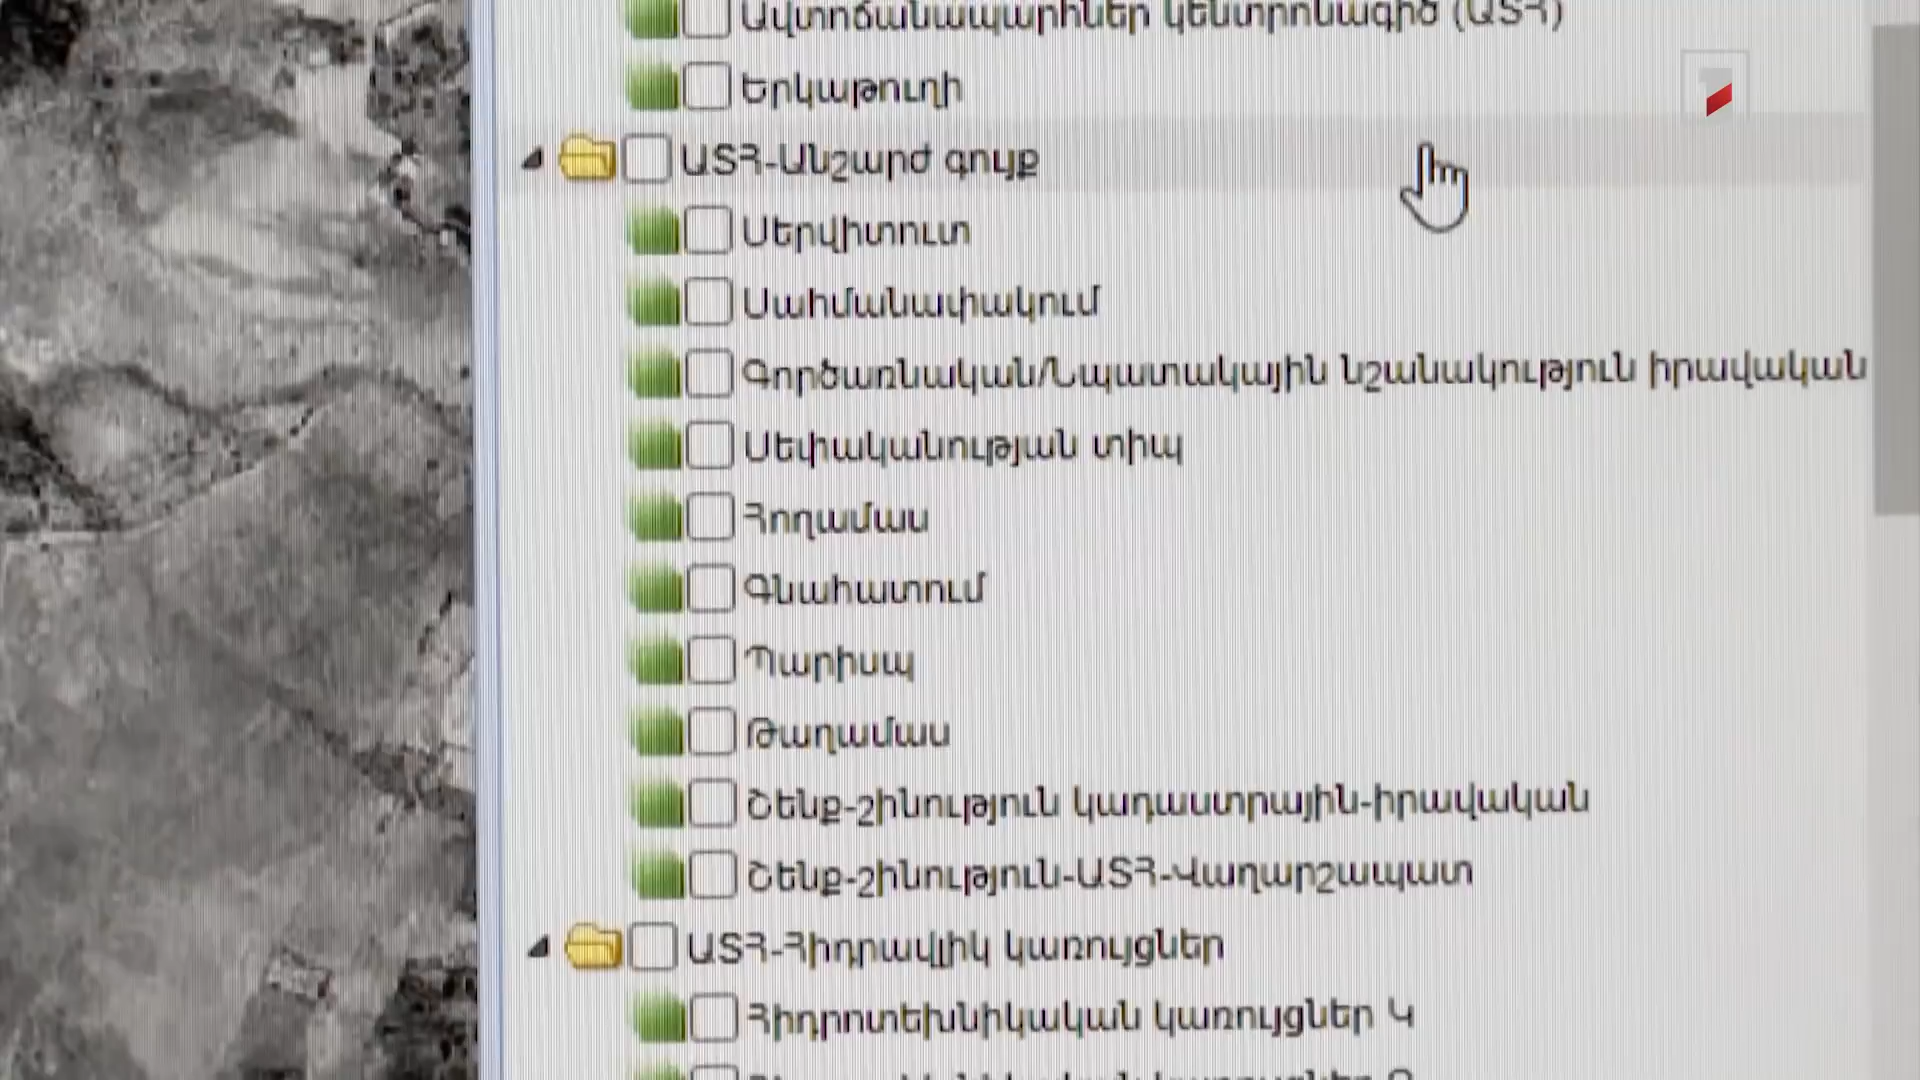 Ավտոճանապարհներ կենտրոնագիծ (ԱՏՀ)
Երկաթուղի
ԱՏՀ-Անշարժ գույք
Սերվիտուտ
Սահմանափակում
Գործառնական/Նպատակային նշանակություն իրավական
Սեփականության տիպ
Հողամաս
Գնահատում
Պարիսպ
Թաղամաս
Շենք-շինություն կադաստրային-իրավական
Շենք-շինություն-ԱՏՀ-Վաղարշապատ
ԱՏՀ-Հիդրավլիկ կառույցներ
Հիդրոտեխնիկական կառույցներ Կ